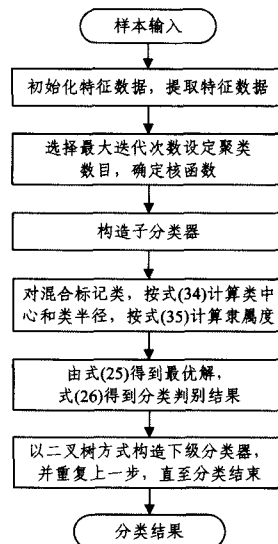 样本输入
初始化特征数据，提取特征数据
选择最大迭代次数设定聚类
数目，确定核函数
构造子分类器
对混合标记类，按式(34)计算类中
心和类半径，按式(35)计算隶属度
由式(25)得到最优解，
式(26)得到分类判别结果
以二叉树方式构造下级分类器，
并重复上一步，直至分类结束
分类结果